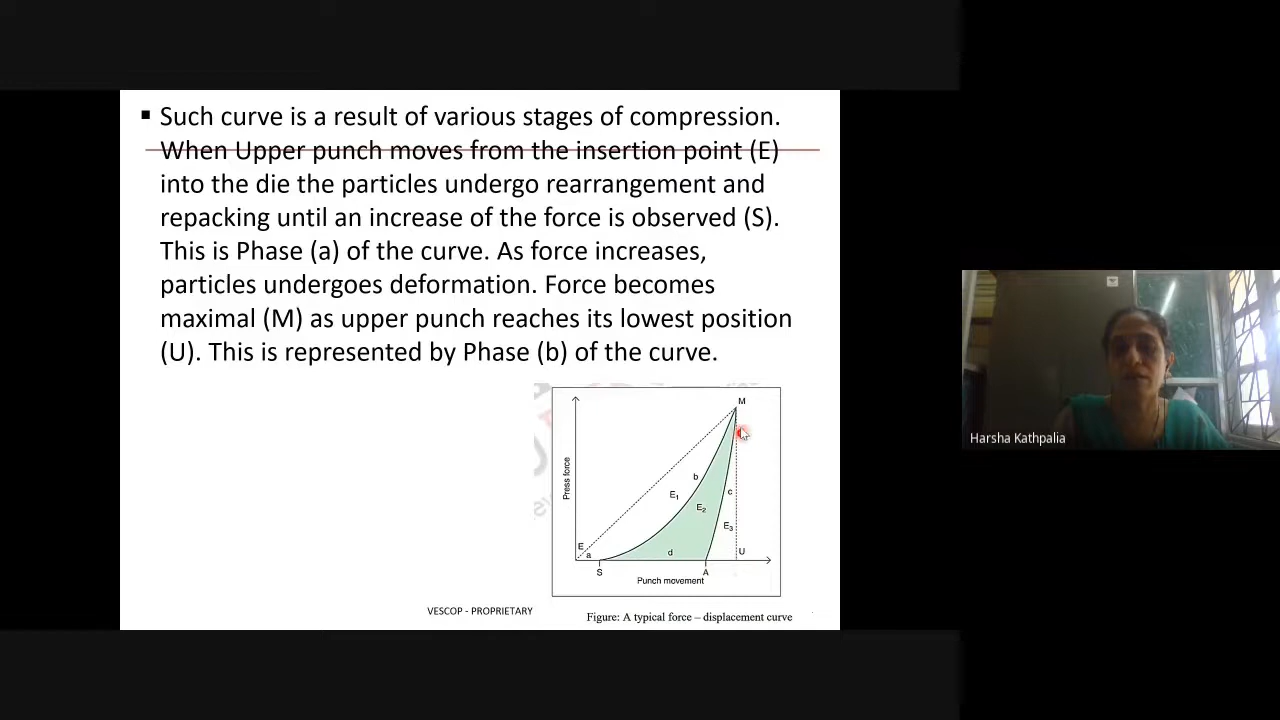 ▪ Such curve is a result of various stages of compression.
When Upper punch moves from the insertion point (E)
into the die the particles undergo rearrangement and
repacking until an increase of the force is observed (S).
This is Phase (a) of the curve. As force increases,
particles undergoes deformation. Force becomes
maximal (M) as upper punch reaches its lowest position
(U). This is represented by Phase (b) of the curve.
M
Press force
b
E1
c
E2
E3
E
a
d
U
S
A
Punch movement
VESCOP - PROPRIETARY
Figure: A typical force – displacement curve
Harsha Kathpalia